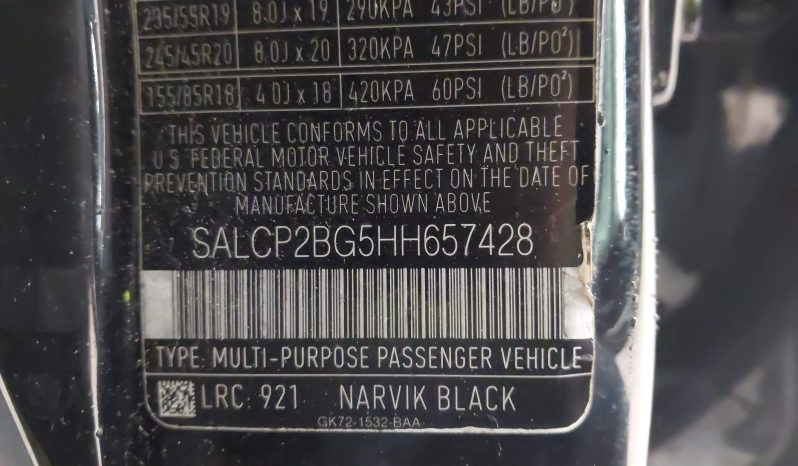 235/55R19 8.0J x 19 290KPA 43PSI (LB/PO²)
245/45R20 8.0J x 20 320KPA 47PSI (LB/PO²)
155/85R18 4.0J x 18 420KPA 60PSI (LB/PO²)
THIS VEHICLE CONFORMS TO ALL APPLICABLE
U.S. FEDERAL MOTOR VEHICLE SAFETY AND THEFT
PREVENTION STANDARDS IN EFFECT ON THE DATE OF
MANUFACTURE SHOWN ABOVE
SALCP2BG5HH657428
TYPE: MULTI-PURPOSE PASSENGER VEHICLE
LRC: 921 NARVIK BLACK
GK72-1532-BAA